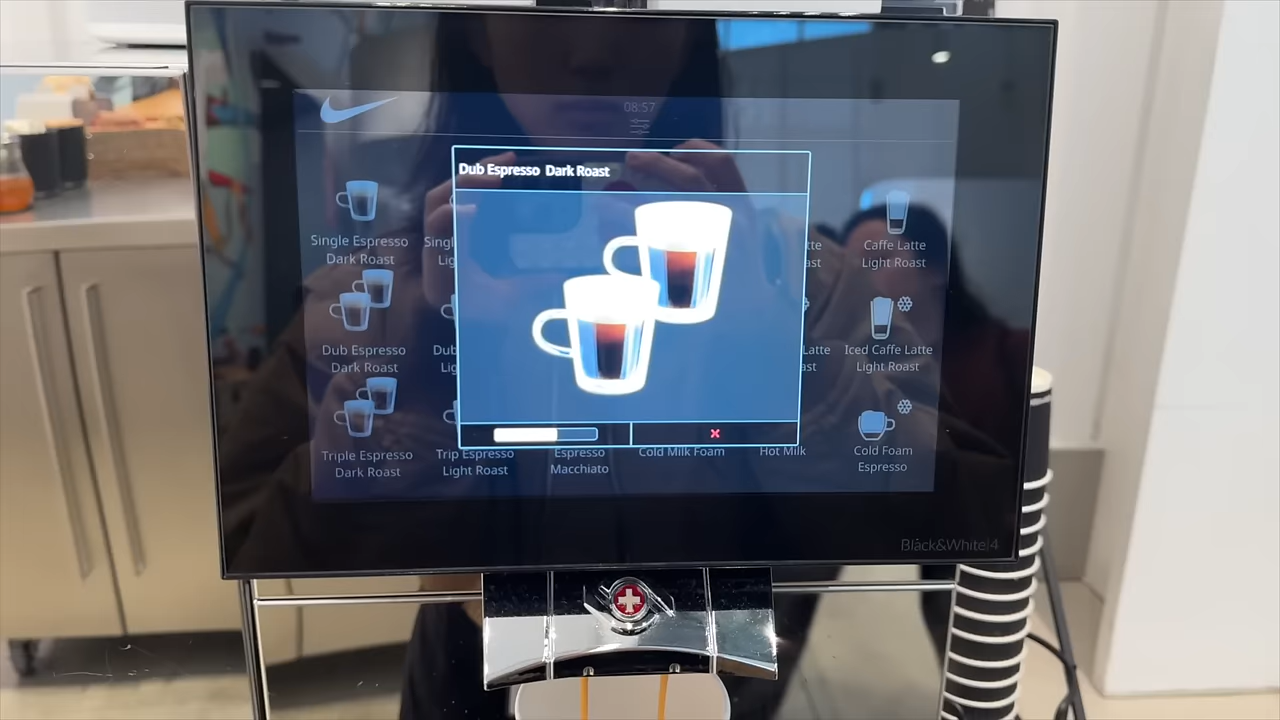 08:57
Dub Espresso Dark Roast
Single Espresso
Dark Roast
Caffe Latte
Light Roast
Dub Espresso
Dark Roast
Iced Caffe Latte
Light Roast
Triple Espresso
Dark Roast
Trip Espresso
Light Roast
Espresso
Macchiato
Cold Milk Foam
Hot Milk
Cold Foam
Espresso
Black&White|4